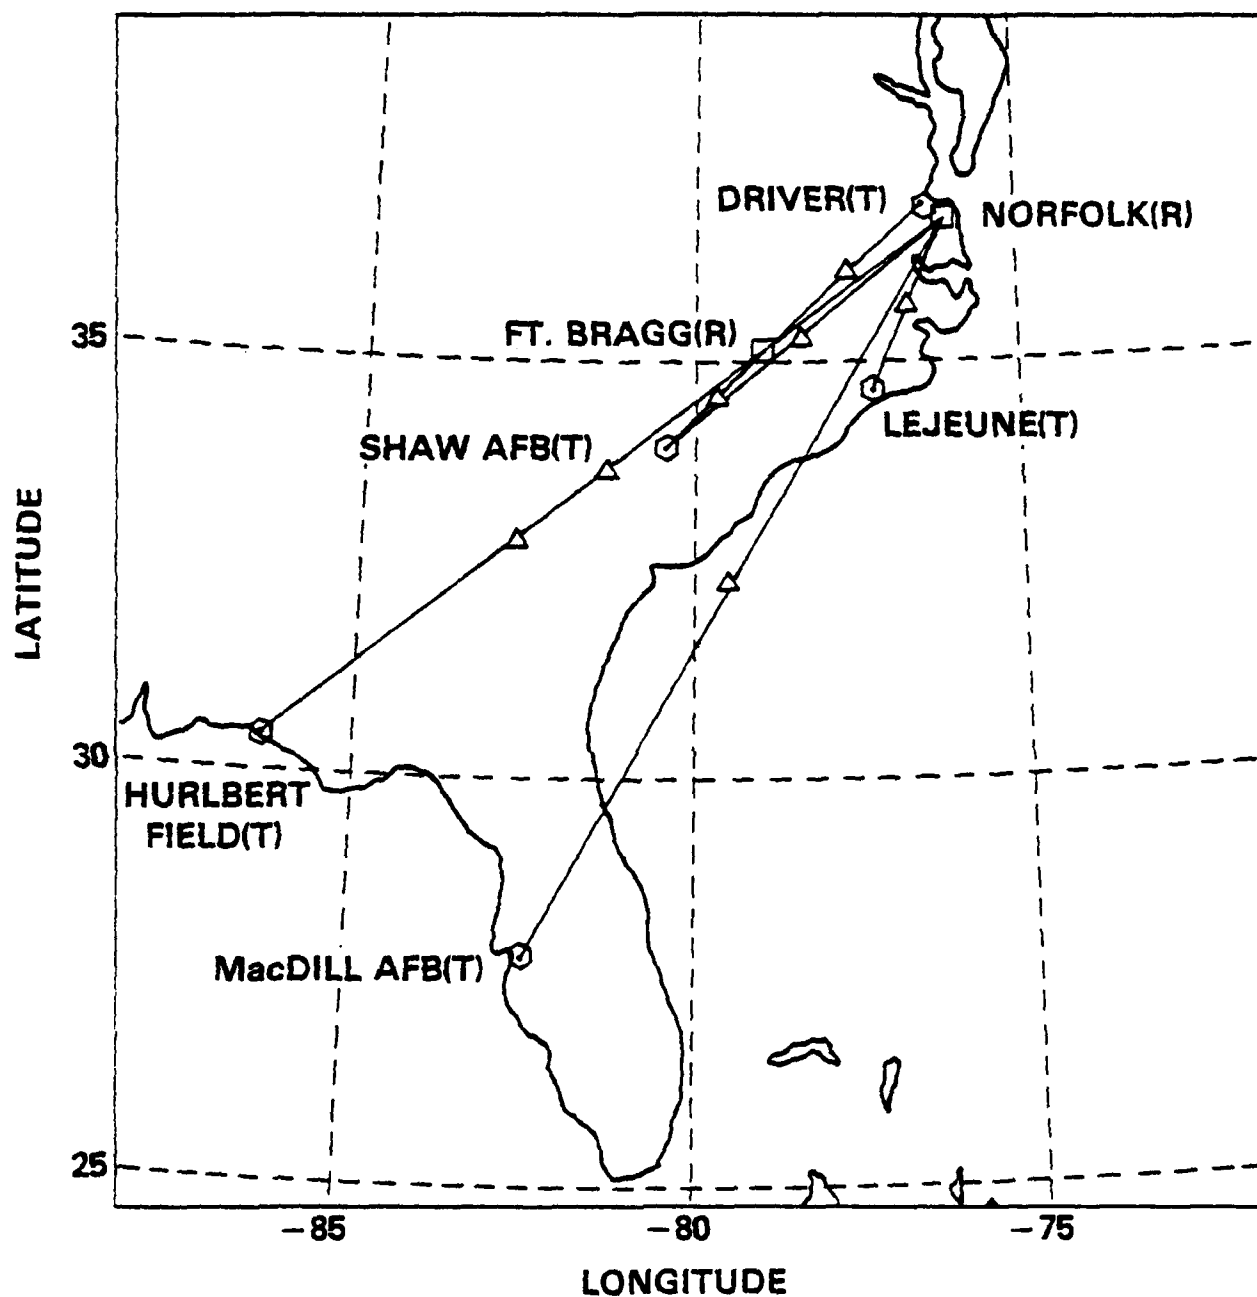 DRIVER(T)
NORFOLK(R)
35
FT. BRAGG(R)
LEJEUNE(T)
SHAW AFB(T)
LATITUDE
30
HURLBERT
FIELD(T)
MacDILL AFB(T)
25
-85
-80
-75
LONGITUDE